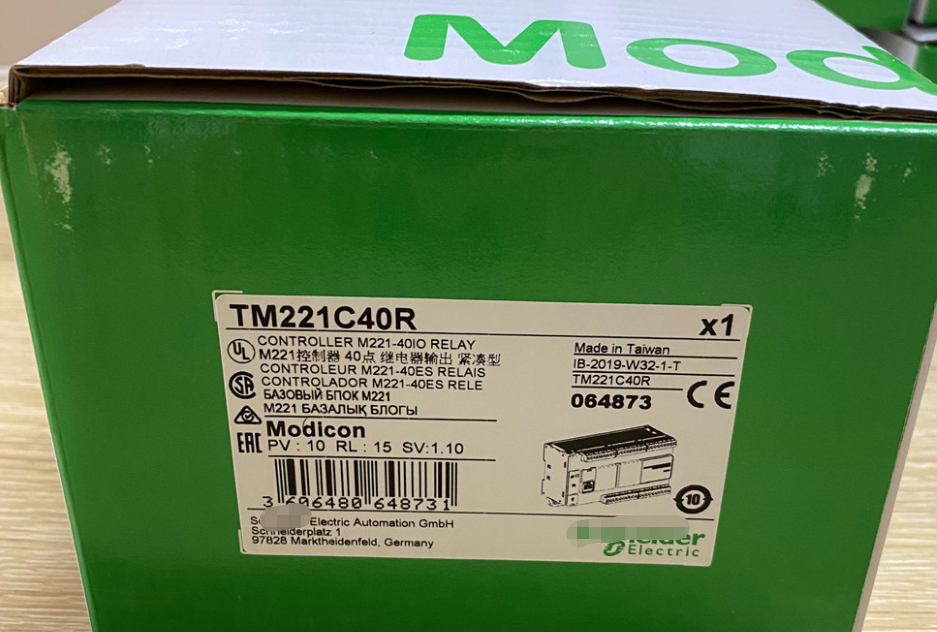 Mod
TM221C40R
x1
CONTROLLER M221-40IO RELAY
M221控制器 40点 继电器输出 紧凑型
CONTROLEUR M221-40ES RELAIS
CONTROLADOR M221-40ES RELE
БАЗОВЫЙ БЛОК M221
M221 БАЗАЛЫҚ БЛОГЫ
UL
SA
EAC
Made in Taiwan
IB-2019-W32-1-T
TM221C40R
064873
CE
Modicon
PV : 10 RL : 15 SV:1.10
3 606480 648731
10
Electric Automation GmbH
Schneiderplatz 1
97828 Marktheidenfeld, Germany
Electric